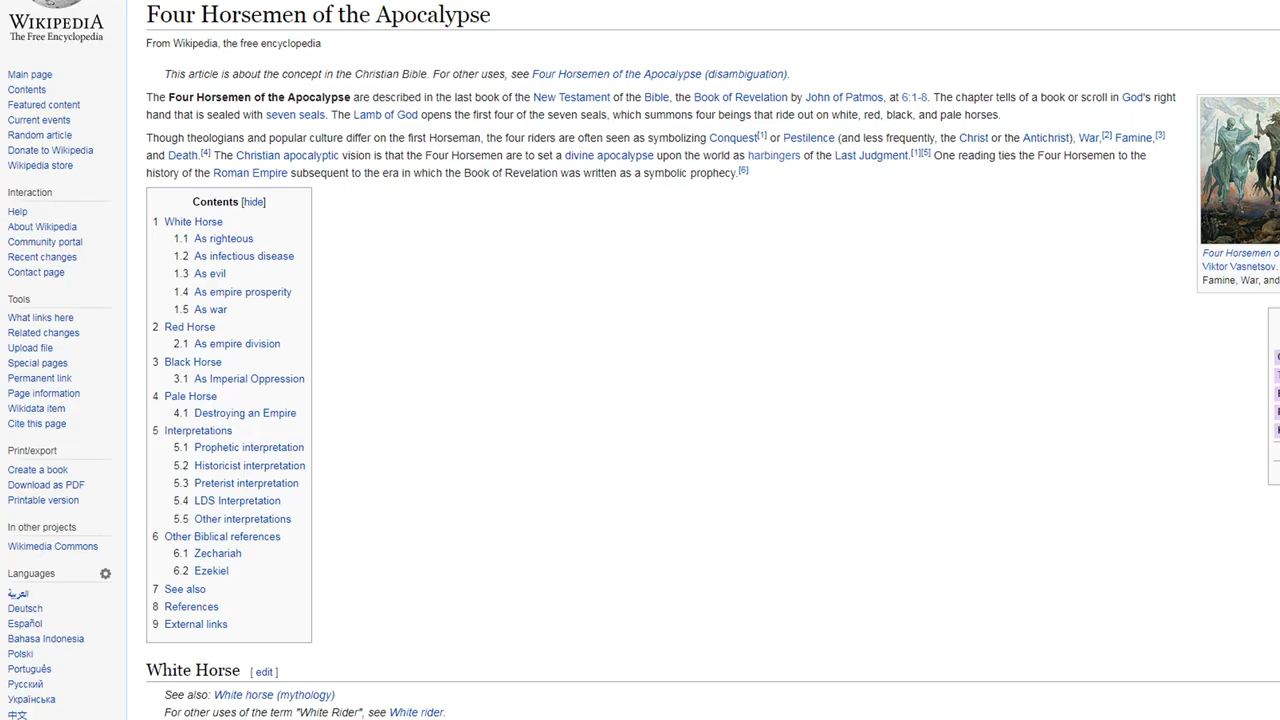 WIKIPEDIA
The Free Encyclopedia
Main page
Contents
Featured content
Current events
Random article
Donate to Wikipedia
Wikipedia store
Interaction
Help
About Wikipedia
Community portal
Recent changes
Contact page
Tools
What links here
Related changes
Upload file
Special pages
Permanent link
Page information
Wikidata item
Cite this page
Print/export
Create a book
Download as PDF
Printable version
In other projects
Wikimedia Commons
Languages
العربية
Deutsch
Español
Bahasa Indonesia
Polski
Português
Русский
Українська
中文
Four Horsemen of the Apocalypse
From Wikipedia, the free encyclopedia
This article is about the concept in the Christian Bible. For other uses, see Four Horsemen of the Apocalypse (disambiguation).
The Four Horsemen of the Apocalypse are described in the last book of the New Testament of the Bible, the Book of Revelation by John of Patmos, at 6:1-8. The chapter tells of a book or scroll in God's right
hand that is sealed with seven seals. The Lamb of God opens the first four of the seven seals, which summons four beings that ride out on white, red, black, and pale horses.
Though theologians and popular culture differ on the first Horseman, the four riders are often seen as symbolizing Conquest[1] or Pestilence (and less frequently, the Christ or the Antichrist), War,[2] Famine,[3]
and Death.[4] The Christian apocalyptic vision is that the Four Horsemen are to set a divine apocalypse upon the world as harbingers of the Last Judgment.[1][5] One reading ties the Four Horsemen to the
history of the Roman Empire subsequent to the era in which the Book of Revelation was written as a symbolic prophecy.[6]
Contents [hide]
1 White Horse
1.1 As righteous
1.2 As infectious disease
1.3 As evil
1.4 As empire prosperity
1.5 As war
2 Red Horse
2.1 As empire division
3 Black Horse
3.1 As Imperial Oppression
4 Pale Horse
4.1 Destroying an Empire
5 Interpretations
5.1 Prophetic interpretation
5.2 Historicist interpretation
5.3 Preterist interpretation
5.4 LDS Interpretation
5.5 Other interpretations
6 Other Biblical references
6.1 Zechariah
6.2 Ezekiel
7 See also
8 References
9 External links
Four Horsemen o
Viktor Vasnetsov.
Famine, War, and
White Horse [ edit ]
See also: White horse (mythology)
For other uses of the term "White Rider", see White rider.